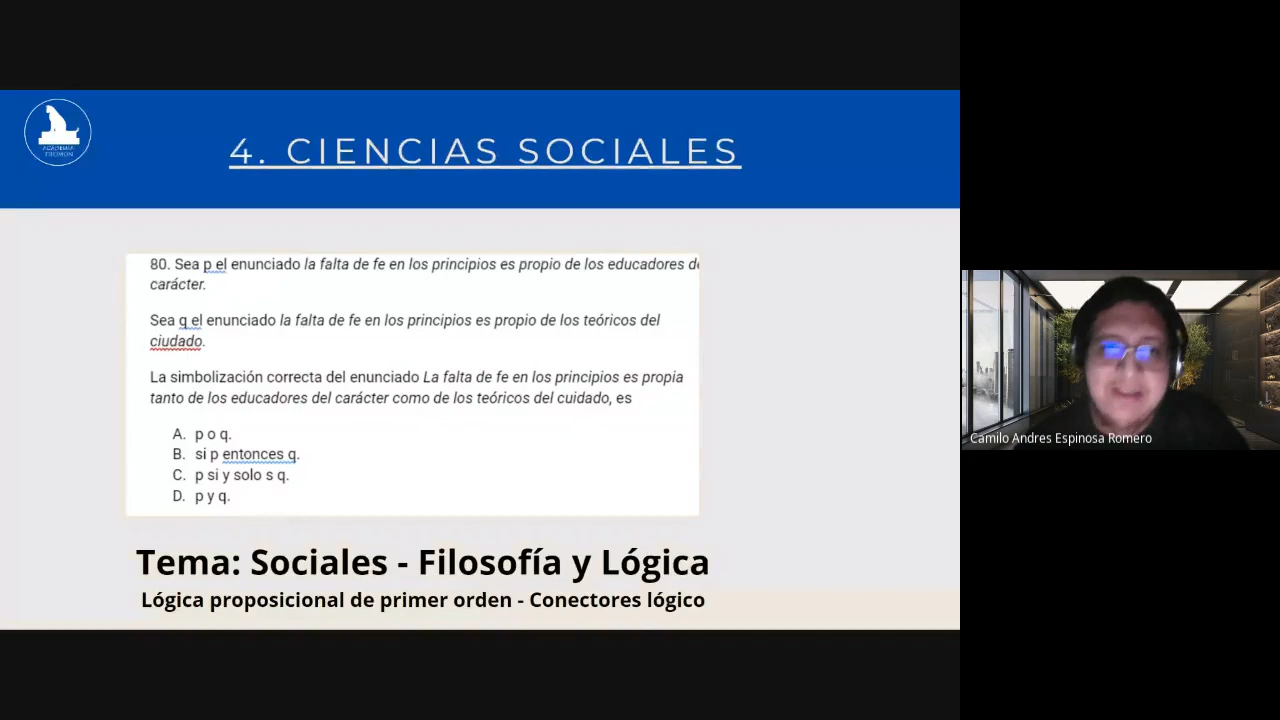 ACADEMIA
4. CIENCIAS SOCIALES
80. Sea p el enunciado la falta de fe en los principios es propio de los educadores de
carácter.
Sea q el enunciado la falta de fe en los principios es propio de los teóricos del
ciudado.
La simbolización correcta del enunciado La falta de fe en los principios es propia
tanto de los educadores del carácter como de los teóricos del cuidado, es
A. p o q.
B. si p entonces q.
C. p si y solo s q.
D. p y q.
Tema: Sociales - Filosofía y Lógica
Lógica proposicional de primer orden - Conectores lógico
Camilo Andres Espinosa Romero